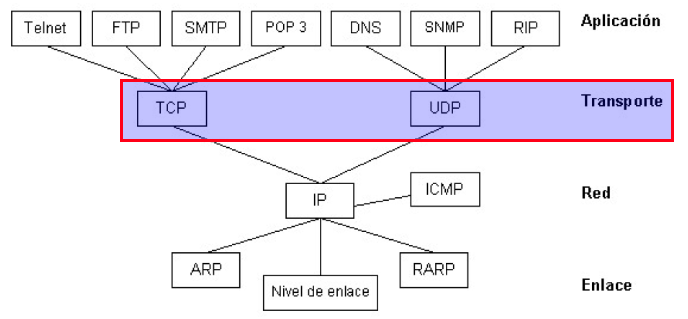 Telnet FTP SMTP POP 3 DNS SNMP RIP Aplicación
TCP UDP Transporte
IP ICMP Red
ARP RARP
Nivel de enlace Enlace